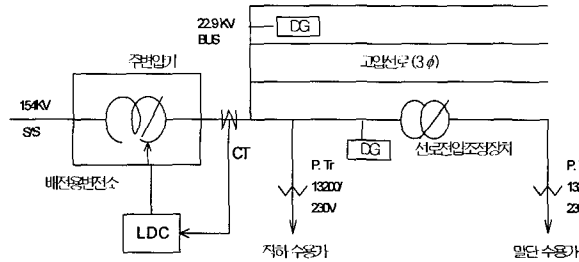 22.9KV
BUS
DG
고압선로 (3ϕ)
주변압기
154KV
S/S
CT
DG
선로전압조정장치
배전용변전소
P. Tr
13200/
230V
P.
13
23
LDC
직하 수용가
말단 수용가